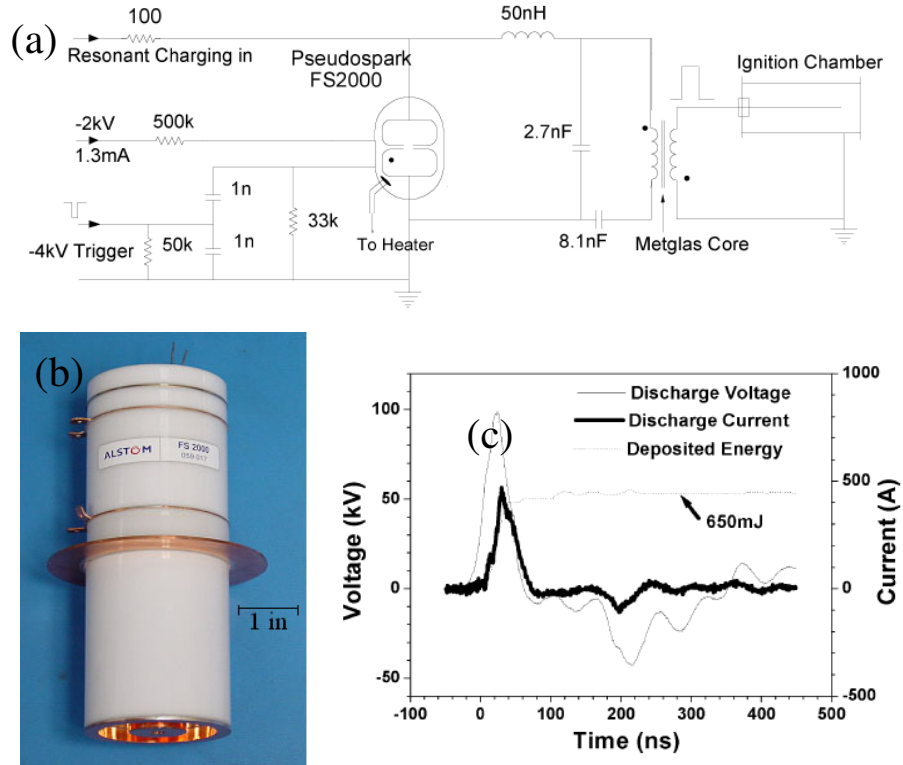 (a)
100
Resonant Charging in
Pseudospark
FS2000
50nH
Ignition Chamber
-2kV
1.3mA
500k
2.7nF
1n
33k
-4kV Trigger
50k
1n
To Heater
8.1nF
Metglas Core
(b)
ALSTOM
FS 2000
1 in
(c)
Discharge Voltage
Discharge Current
Deposited Energy
650mJ
Voltage (kV)
100
50
0
-50
Current (A)
1000
500
0
-500
-100 0 100 200 300 400 500
Time (ns)